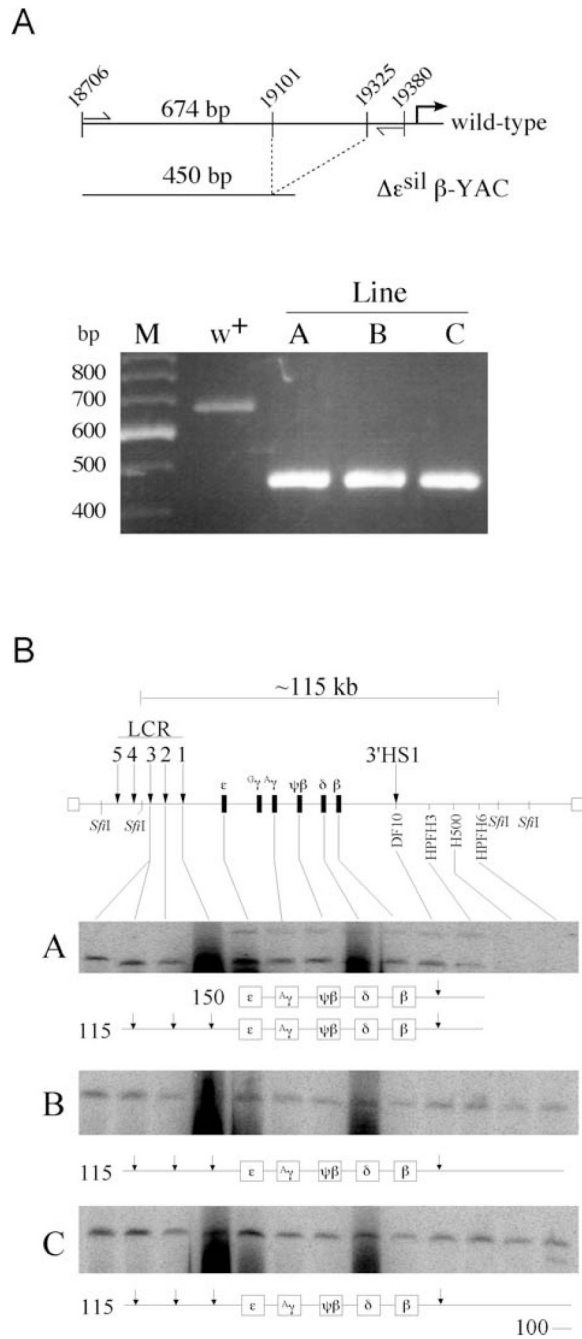 A
18706 19101 19325 19380
674 bp
wild-type
450 bp
Δε^sil β-YAC
Line
bp M w+ A B C
800
700
600
500
400
B
~115 kb
LCR
5 4 3 2 1
3'HS1
ε Gγ Aγ ψβ δ β
SfiI SfiI DF10 HPFH3 H500 HPFH6 SfiI SfiI
A
150 ε Aγ ψβ δ β
115 ε Aγ ψβ δ β
B
115 ε Aγ ψβ δ β
C
115 ε Aγ ψβ δ β
100